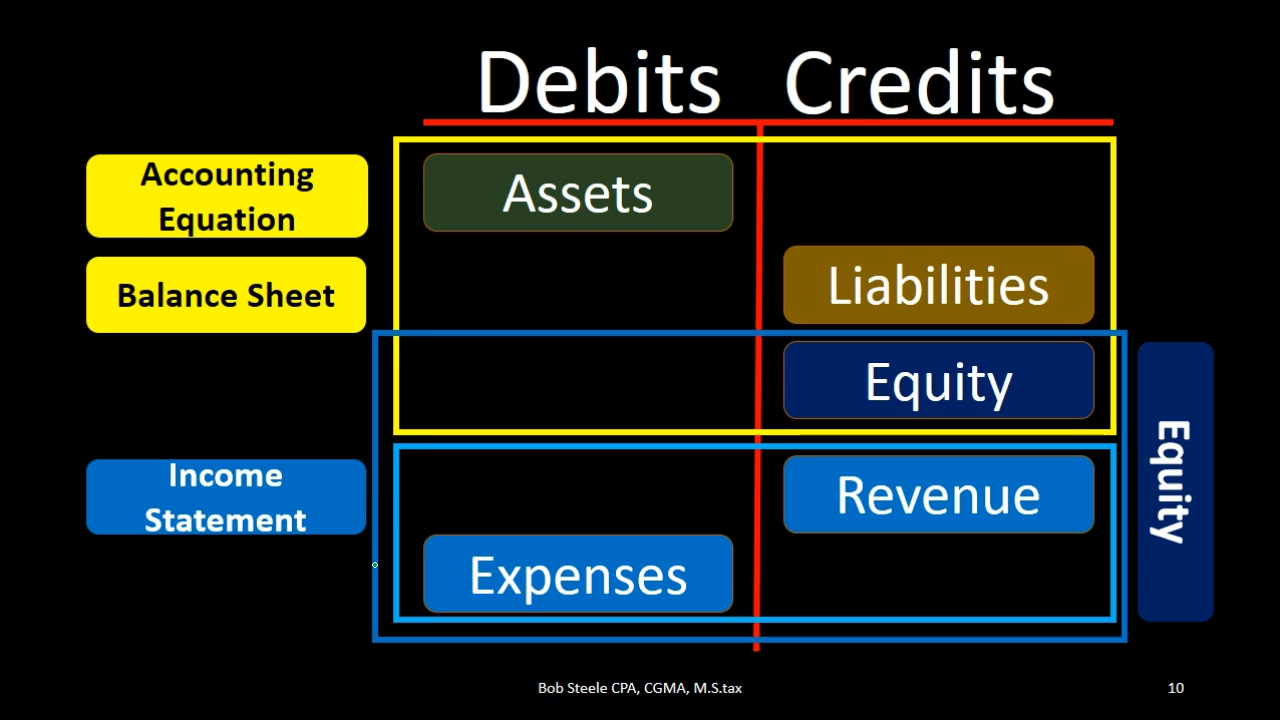 Debits Credits
Accounting
Equation
Assets
Balance Sheet
Liabilities
Equity
Income
Statement
Revenue
Expenses
Equity
Bob Steele CPA, CGMA, M.S.tax
10